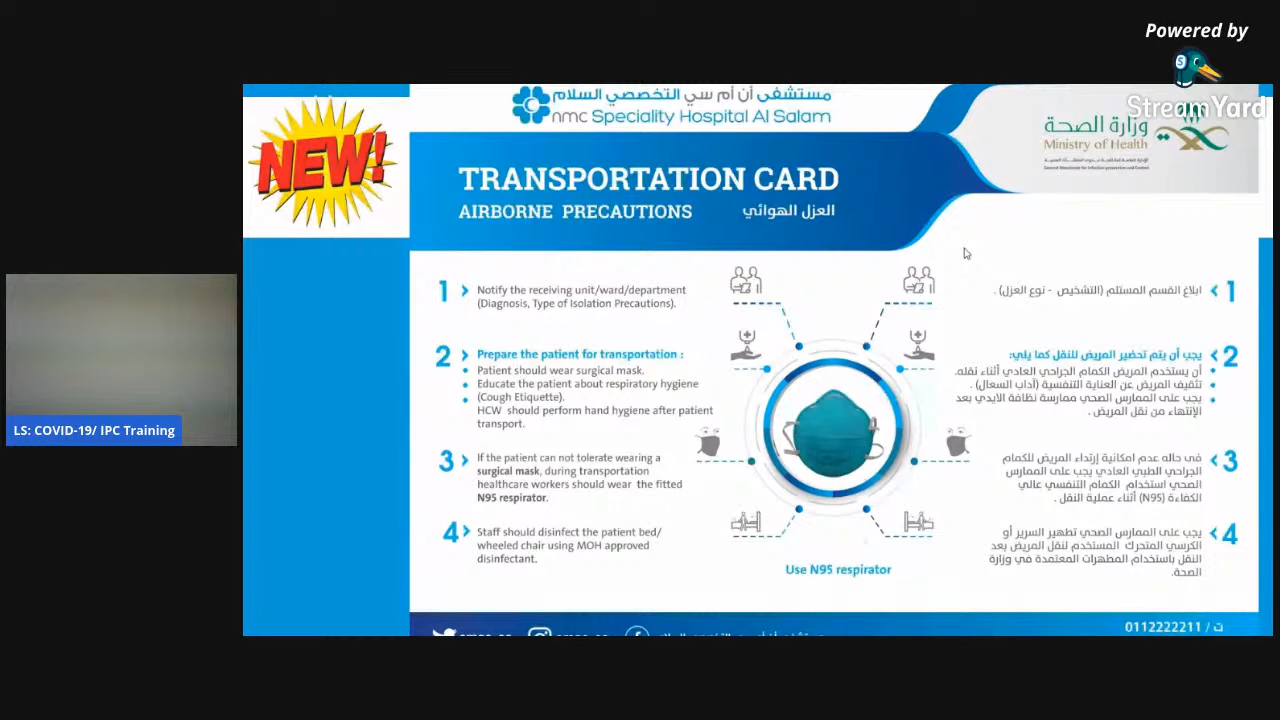 Powered by
StreamYard
NEW!
مستشفى أن أم سي التخصصي السلام
nmc Speciality Hospital Al Salam
وزارة الصحة
Ministry of Health
TRANSPORTATION CARD
AIRBORNE PRECAUTIONS
العزل الهوائي
1
Notify the receiving unit/ward/department
(Diagnosis, Type of Isolation Precautions).
2
Prepare the patient for transportation :
Patient should wear surgical mask.
Educate the patient about respiratory hygiene
(Cough Etiquette).
HCW should perform hand hygiene after patient
transport.
3
If the patient can not tolerate wearing a
surgical mask, during transportation
healthcare workers should wear the fitted
N95 respirator.
4
Staff should disinfect the patient bed/
wheeled chair using MOH approved
disinfectant.
Use N95 respirator
1
ابلاغ القسم المستلم (التشخيص - نوع العزل) .
2
يجب أن يتم تحضير المريض للنقل كما يلي:
أن يستخدم المريض الكمام الجراحي العادي أثناء نقله.
تثقيف المريض عن العناية التنفسية (آداب السعال) .
يجب على الممارس الصحي ممارسة نظافة الايدي بعد
الإنتهاء من نقل المريض .
3
في حاله عدم امكانية إرتداء المريض للكمام
الجراحي الطبي العادي يجب على الممارس
الصحي استخدام الكمام التنفسي عالي
الكفاءة (N95) أثناء عملية النقل .
4
يجب على الممارس الصحي تطهير السرير أو
الكرسي المتحرك المستخدم لنقل المريض بعد
النقل باستخدام المطهرات المعتمدة في وزارة
الصحة.
ت / 0112222211
LS: COVID-19/ IPC Training